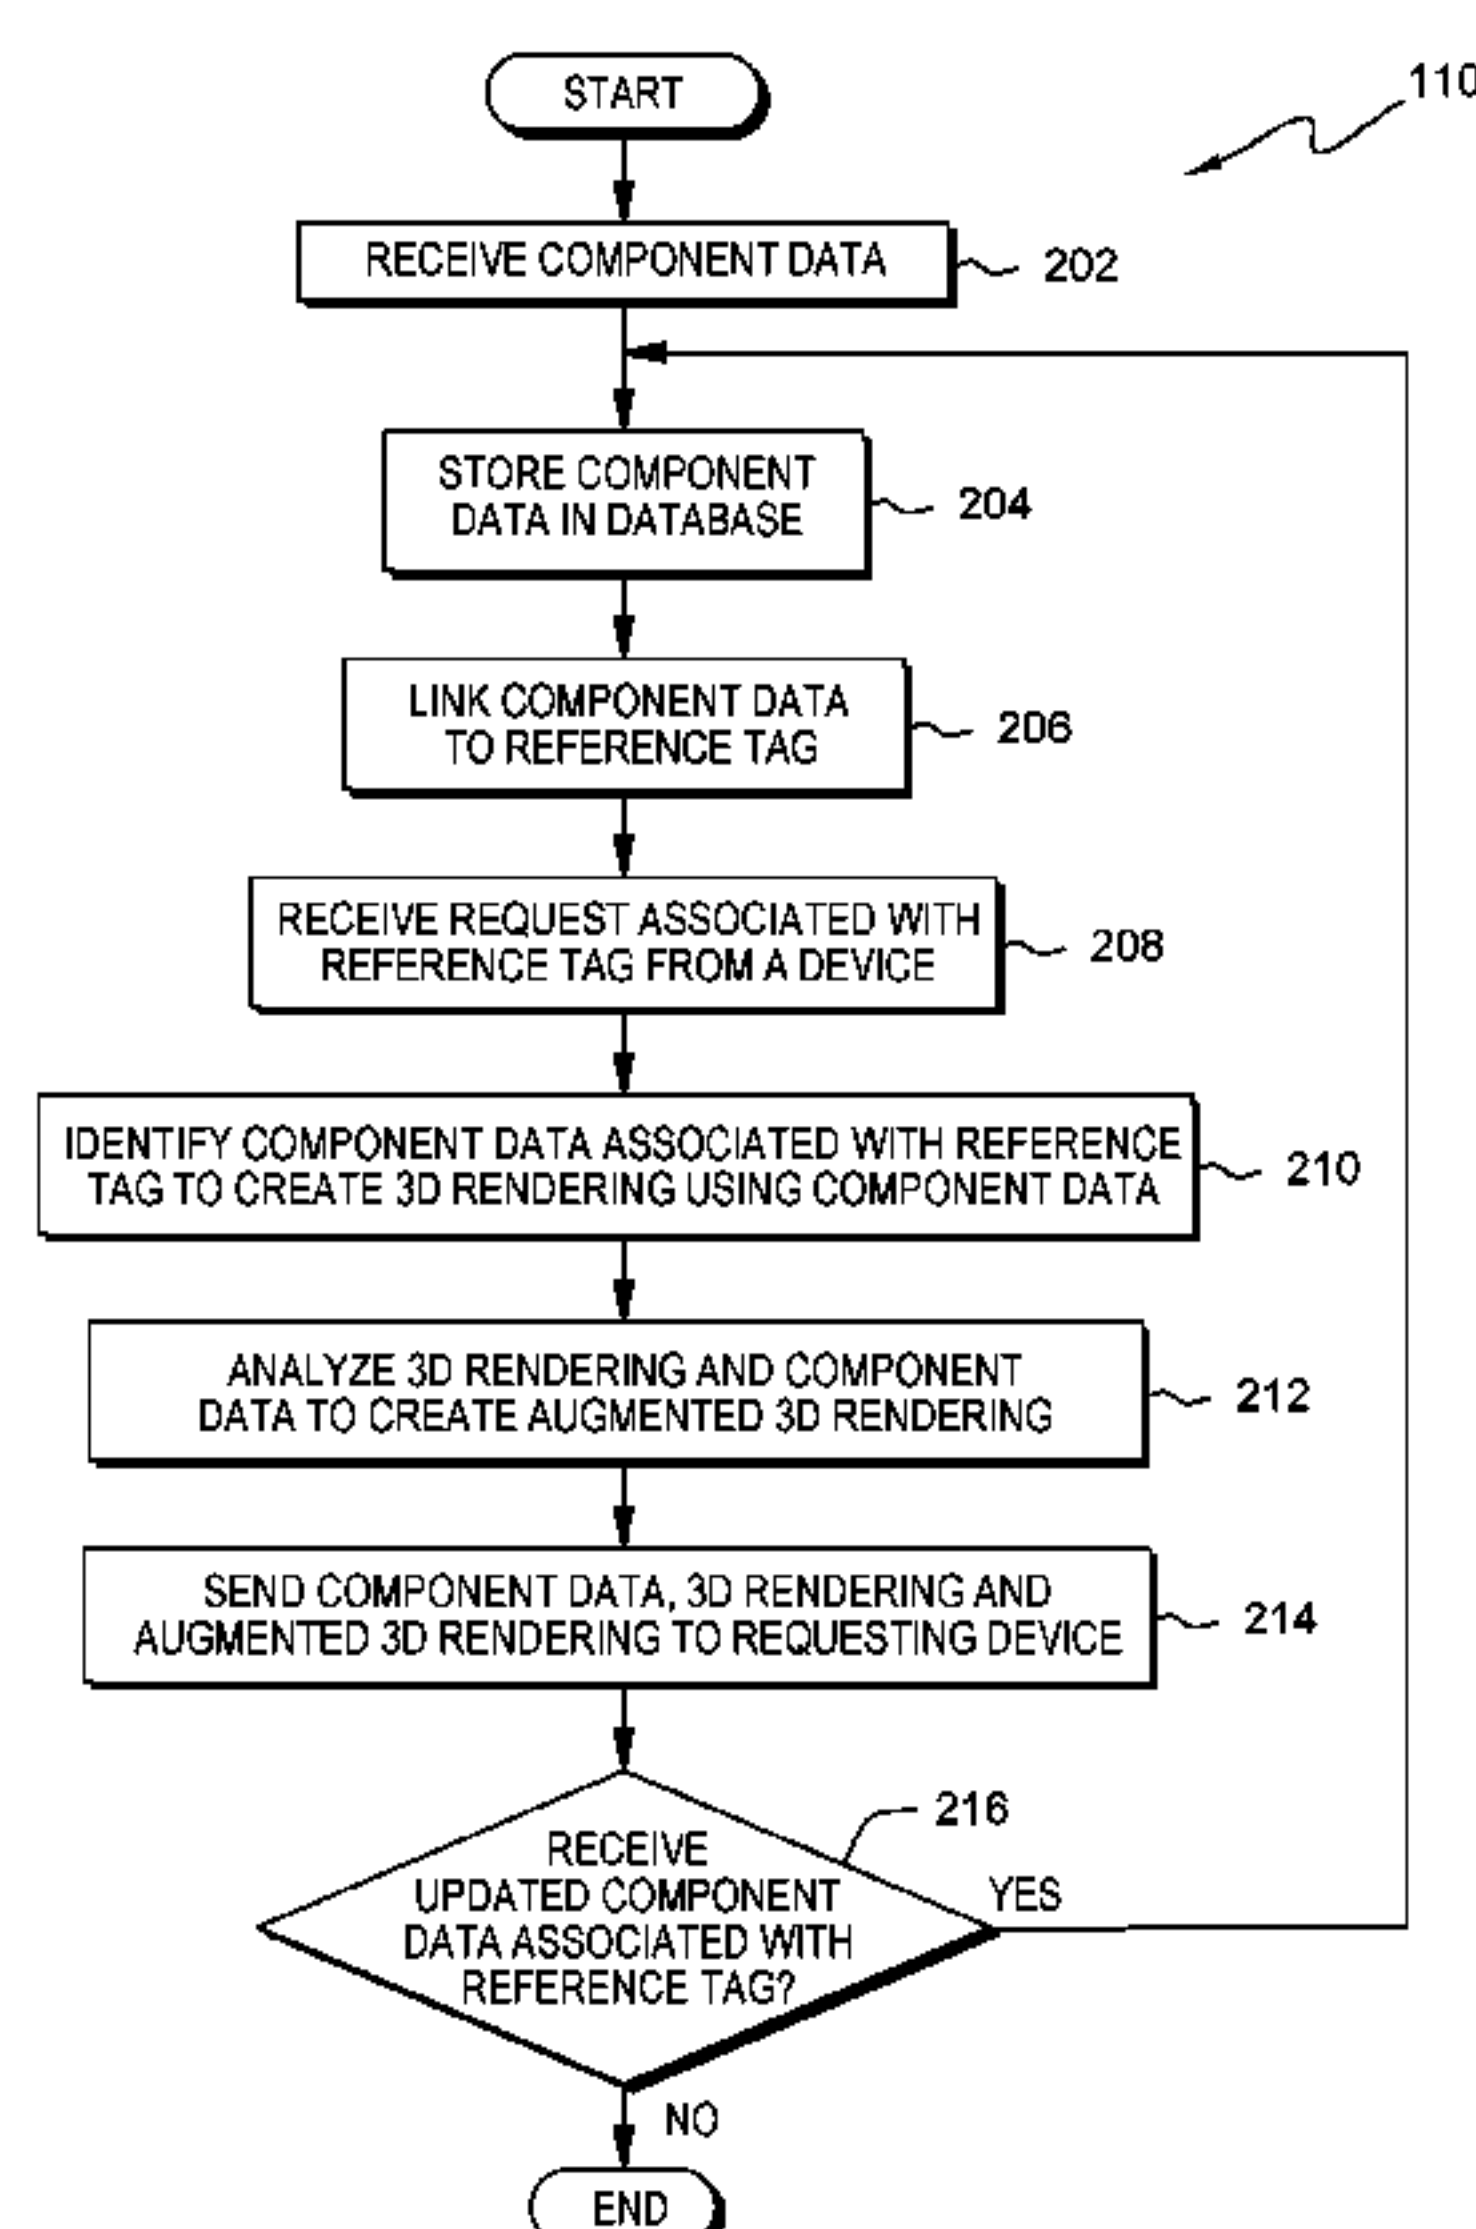 START
110
RECEIVE COMPONENT DATA
202
STORE COMPONENT
DATA IN DATABASE
204
LINK COMPONENT DATA
TO REFERENCE TAG
206
RECEIVE REQUEST ASSOCIATED WITH
REFERENCE TAG FROM A DEVICE
208
IDENTIFY COMPONENT DATA ASSOCIATED WITH REFERENCE
TAG TO CREATE 3D RENDERING USING COMPONENT DATA
210
ANALYZE 3D RENDERING AND COMPONENT
DATA TO CREATE AUGMENTED 3D RENDERING
212
SEND COMPONENT DATA, 3D RENDERING AND
AUGMENTED 3D RENDERING TO REQUESTING DEVICE
214
216
RECEIVE
UPDATED COMPONENT
DATA ASSOCIATED WITH
REFERENCE TAG?
YES
NO
END